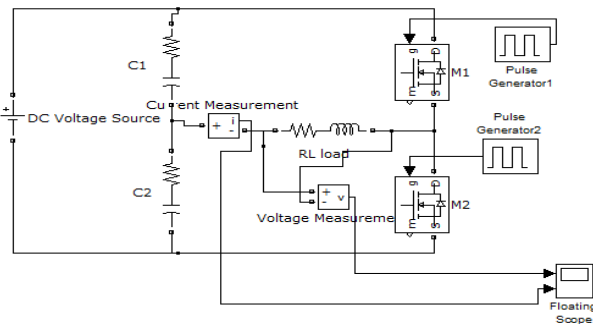 C1
g
D
M1
m
S
Pulse
Generator1
DC Voltage Source
+
Current Measurement
+
-
i
Pulse
Generator2
RL load
C2
+
-
v
Voltage Measureme
g
D
M2
m
S
Floating
Scope